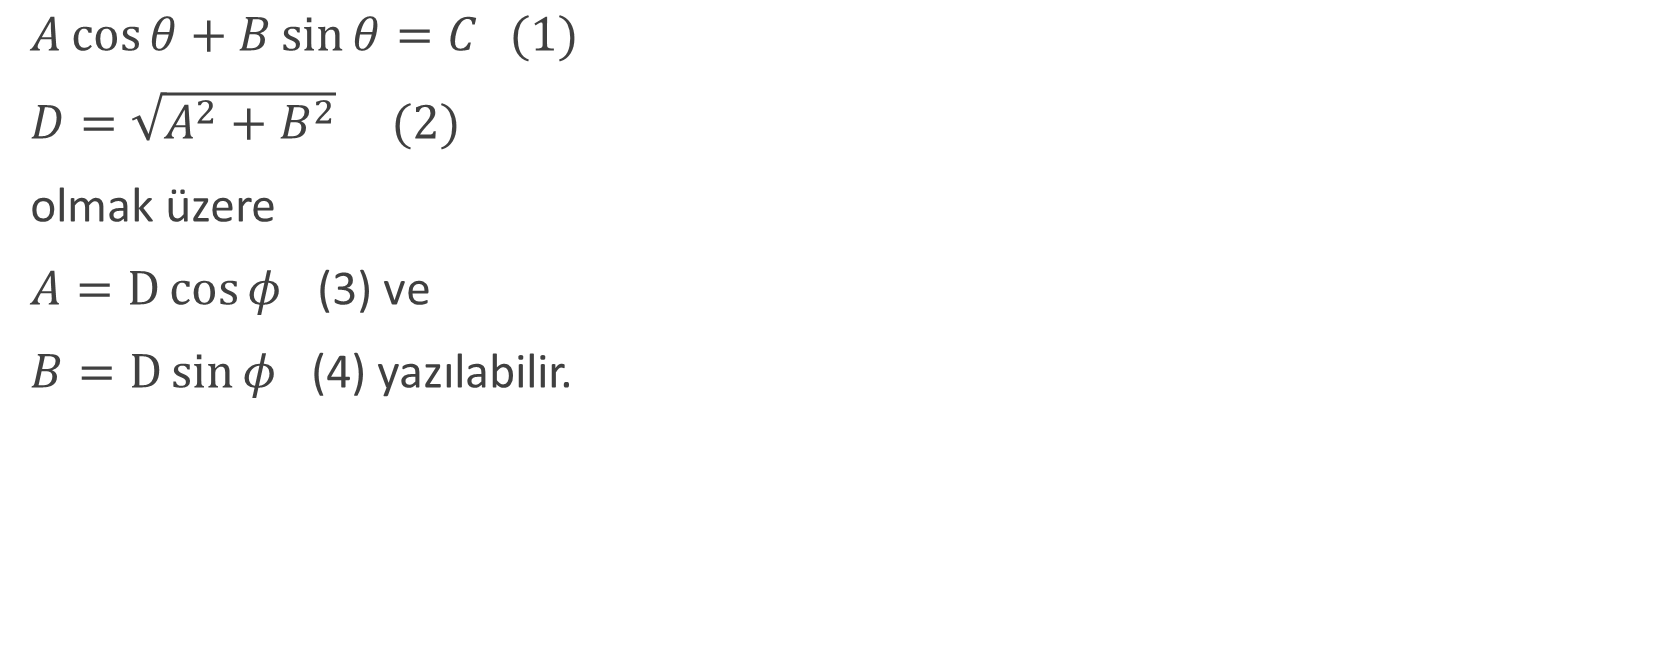 A cos θ + B sin θ = C (1)
D = √A² + B² (2)
olmak üzere
A = D cos ϕ (3) ve
B = D sin ϕ (4) yazılabilir.